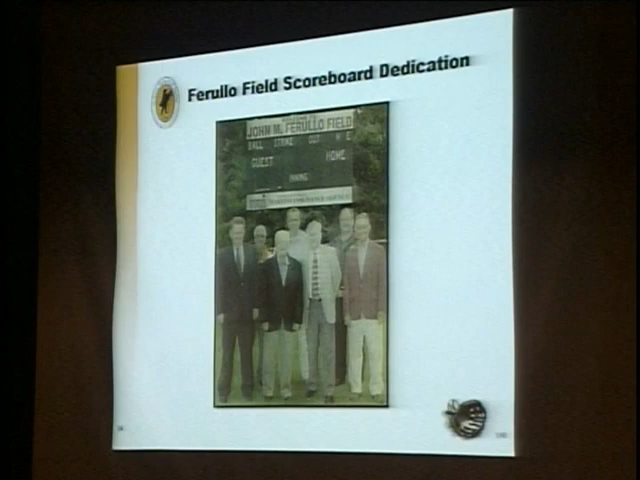 Ferullo Field Scoreboard Dedication
JOHN M. FERULLO FIELD
BALL STRIKE OUT H E
GUEST HOME
INNING